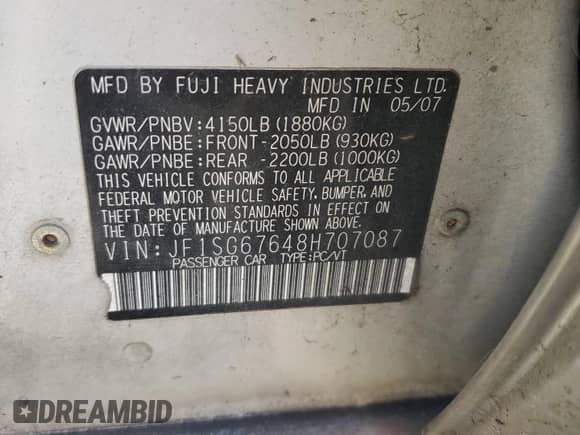 MFD BY FUJI HEAVY INDUSTRIES LTD.
MFD IN 05/07
GVWR/PNBV:4150LB(1880KG)
GAWR/PNBE:FRONT-2050LB(930KG)
GAWR/PNBE:REAR -2200LB(1000KG)
THIS VEHICLE CONFORMS TO ALL APPLICABLE
FEDERAL MOTOR VEHICLE SAFETY, BUMPER, AND
THEFT PREVENTION STANDARDS IN EFFECT ON
THE DATE OF MANUFACTURE SHOWN ABOVE.
VIN:JF1SG67648H707087
PASSENGER CAR TYPE:PC/VT
DREAMBID